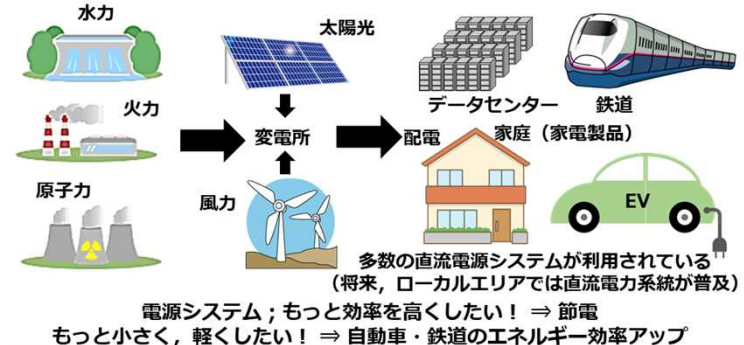 水力
火力
原子力
太陽光
変電所
風力
配電
データセンター
鉄道
家庭（家電製品）
EV
多数の直流電源システムが利用されている
（将来，ローカルエリアでは直流電力系統が普及）
電源システム；もっと効率を高くしたい！ ⇒ 節電
もっと小さく，軽くしたい！ ⇒ 自動車・鉄道のエネルギー効率アップ